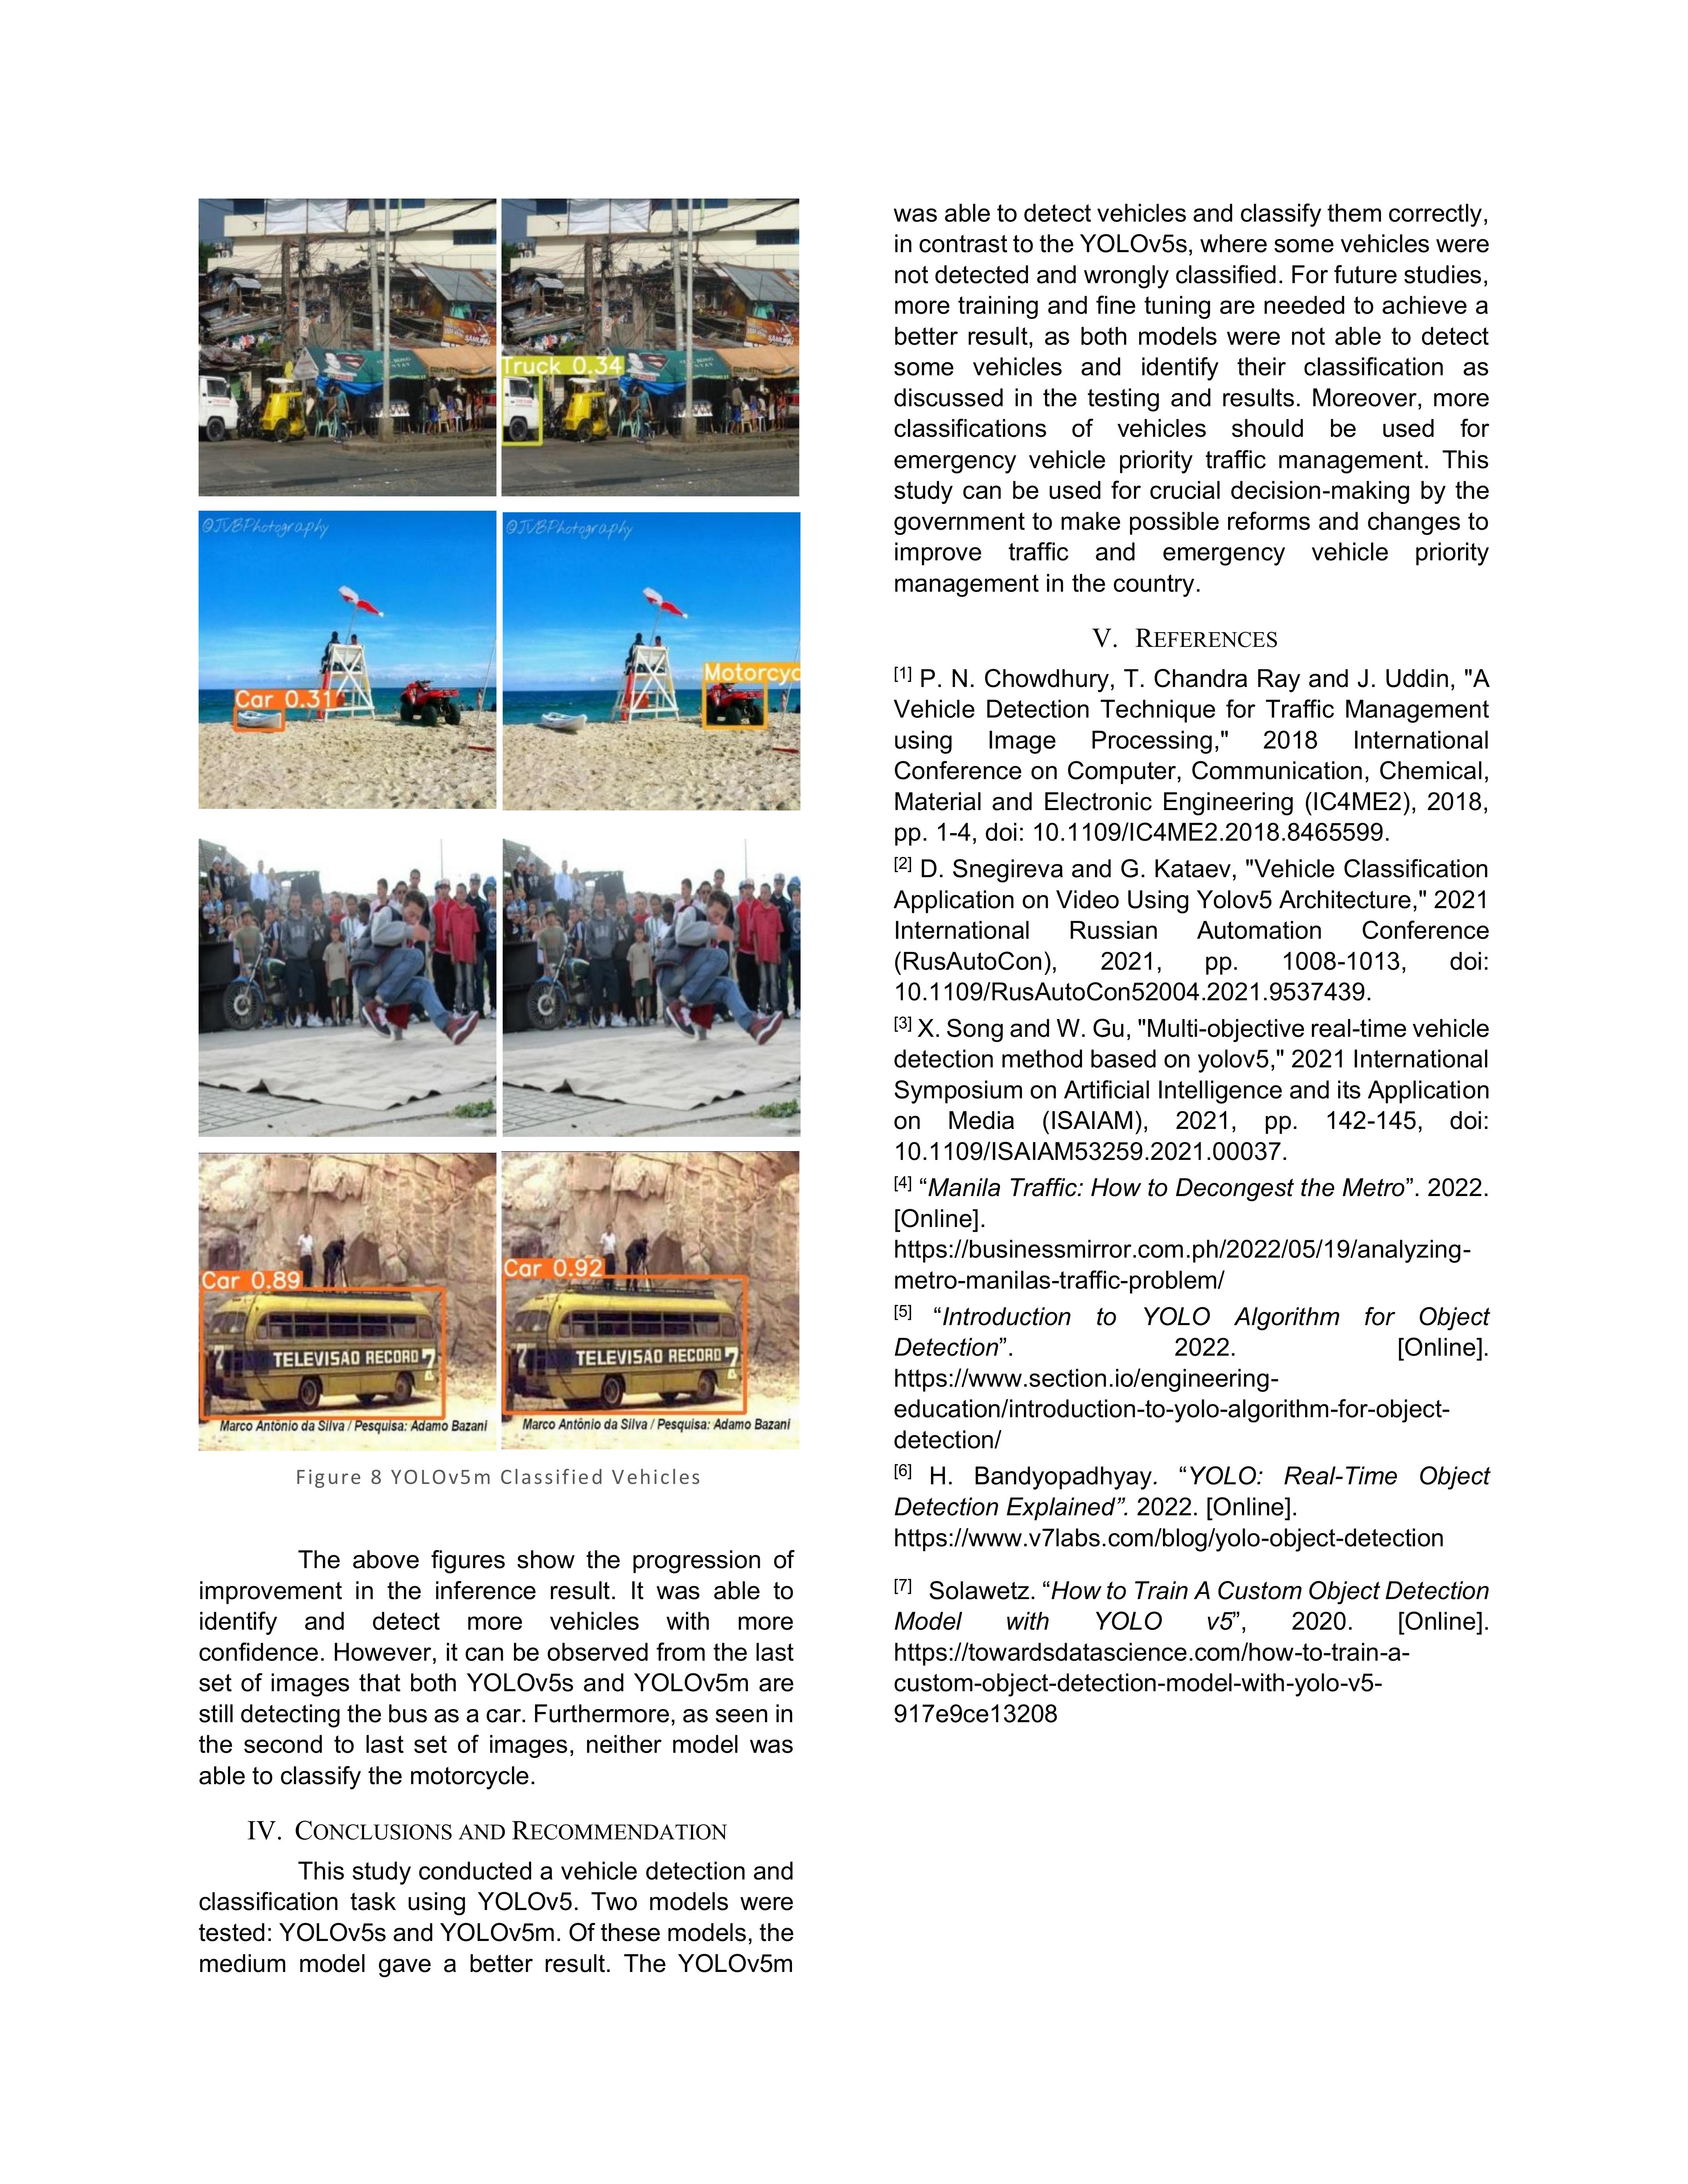 Truck 0.34
@JVBPhotography
@JVBPhotography
Car 0.31
Motorcyc
Car 0.89
Car 0.92
7 TELEVISÃO RECORD 7
7 TELEVISÃO RECORD 7
Marco Antônio da Silva / Pesquisa: Adamo Bazani
Marco Antônio da Silva / Pesquisa: Adamo Bazani
Figure 8 YOLOv5m Classified Vehicles
The above figures show the progression of
improvement in the inference result. It was able to
identify and detect more vehicles with more
confidence. However, it can be observed from the last
set of images that both YOLOv5s and YOLOv5m are
still detecting the bus as a car. Furthermore, as seen in
the second to last set of images, neither model was
able to classify the motorcycle.
IV. CONCLUSIONS AND RECOMMENDATION
This study conducted a vehicle detection and
classification task using YOLOv5. Two models were
tested: YOLOv5s and YOLOv5m. Of these models, the
medium model gave a better result. The YOLOv5m
was able to detect vehicles and classify them correctly,
in contrast to the YOLOv5s, where some vehicles were
not detected and wrongly classified. For future studies,
more training and fine tuning are needed to achieve a
better result, as both models were not able to detect
some vehicles and identify their classification as
discussed in the testing and results. Moreover, more
classifications of vehicles should be used for
emergency vehicle priority traffic management. This
study can be used for crucial decision-making by the
government to make possible reforms and changes to
improve traffic and emergency vehicle priority
management in the country.
V. REFERENCES
[1] P. N. Chowdhury, T. Chandra Ray and J. Uddin, "A
Vehicle Detection Technique for Traffic Management
using Image Processing," 2018 International
Conference on Computer, Communication, Chemical,
Material and Electronic Engineering (IC4ME2), 2018,
pp. 1-4, doi: 10.1109/IC4ME2.2018.8465599.
[2] D. Snegireva and G. Kataev, "Vehicle Classification
Application on Video Using Yolov5 Architecture," 2021
International Russian Automation Conference
(RusAutoCon), 2021, pp. 1008-1013, doi:
10.1109/RusAutoCon52004.2021.9537439.
[3] X. Song and W. Gu, "Multi-objective real-time vehicle
detection method based on yolov5," 2021 International
Symposium on Artificial Intelligence and its Application
on Media (ISAIAM), 2021, pp. 142-145, doi:
10.1109/ISAIAM53259.2021.00037.
[4] “Manila Traffic: How to Decongest the Metro”. 2022.
[Online].
https://businessmirror.com.ph/2022/05/19/analyzing-
metro-manilas-traffic-problem/
[5] “Introduction to YOLO Algorithm for Object
Detection”. 2022. [Online].
https://www.section.io/engineering-
education/introduction-to-yolo-algorithm-for-object-
detection/
[6] H. Bandyopadhyay. “YOLO: Real-Time Object
Detection Explained”. 2022. [Online].
https://www.v7labs.com/blog/yolo-object-detection
[7] Solawetz. “How to Train A Custom Object Detection
Model with YOLO v5”, 2020. [Online].
https://towardsdatascience.com/how-to-train-a-
custom-object-detection-model-with-yolo-v5-
917e9ce13208